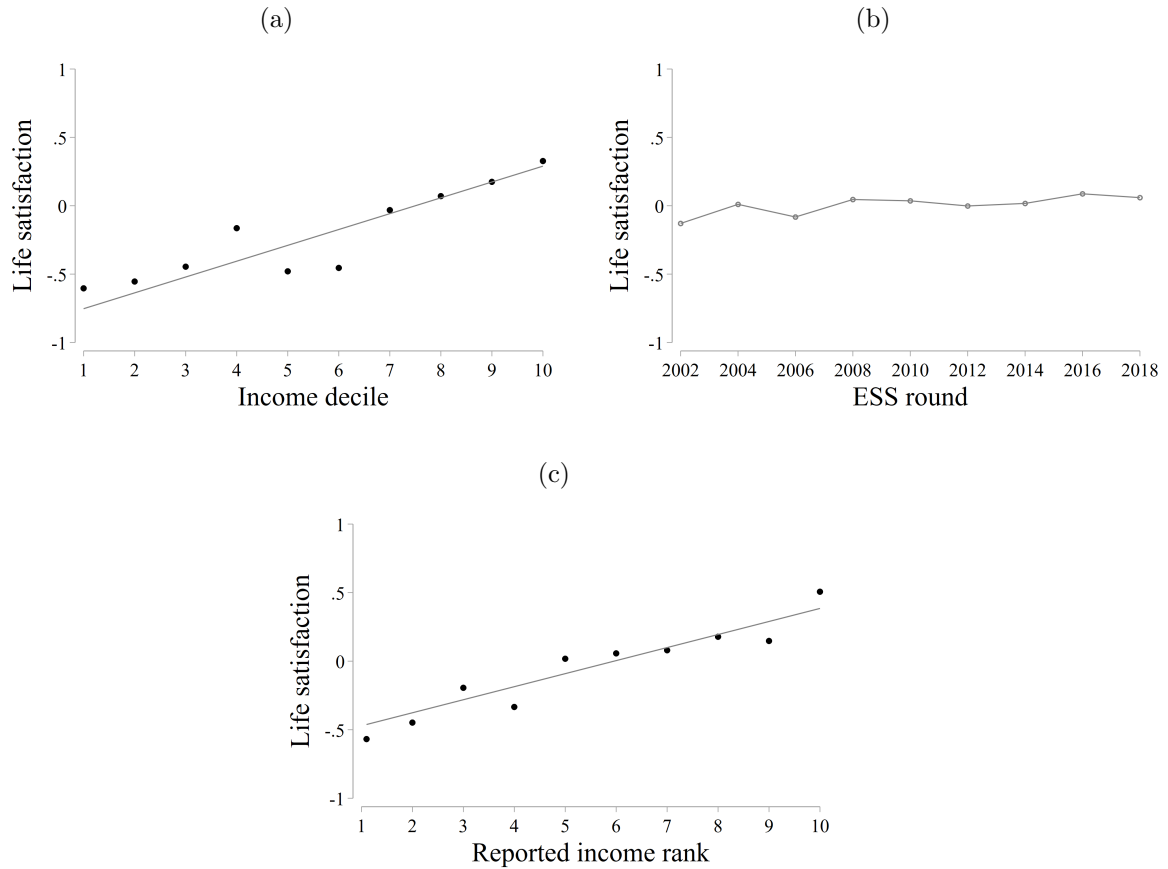 (a)
1
.5
0
-.5
-1
Life satisfaction
1 2 3 4 5 6 7 8 9 10
Income decile
(b)
1
.5
0
-.5
-1
Life satisfaction
2002 2004 2006 2008 2010 2012 2014 2016 2018
ESS round
(c)
1
.5
0
-.5
-1
Life satisfaction
1 2 3 4 5 6 7 8 9 10
Reported income rank